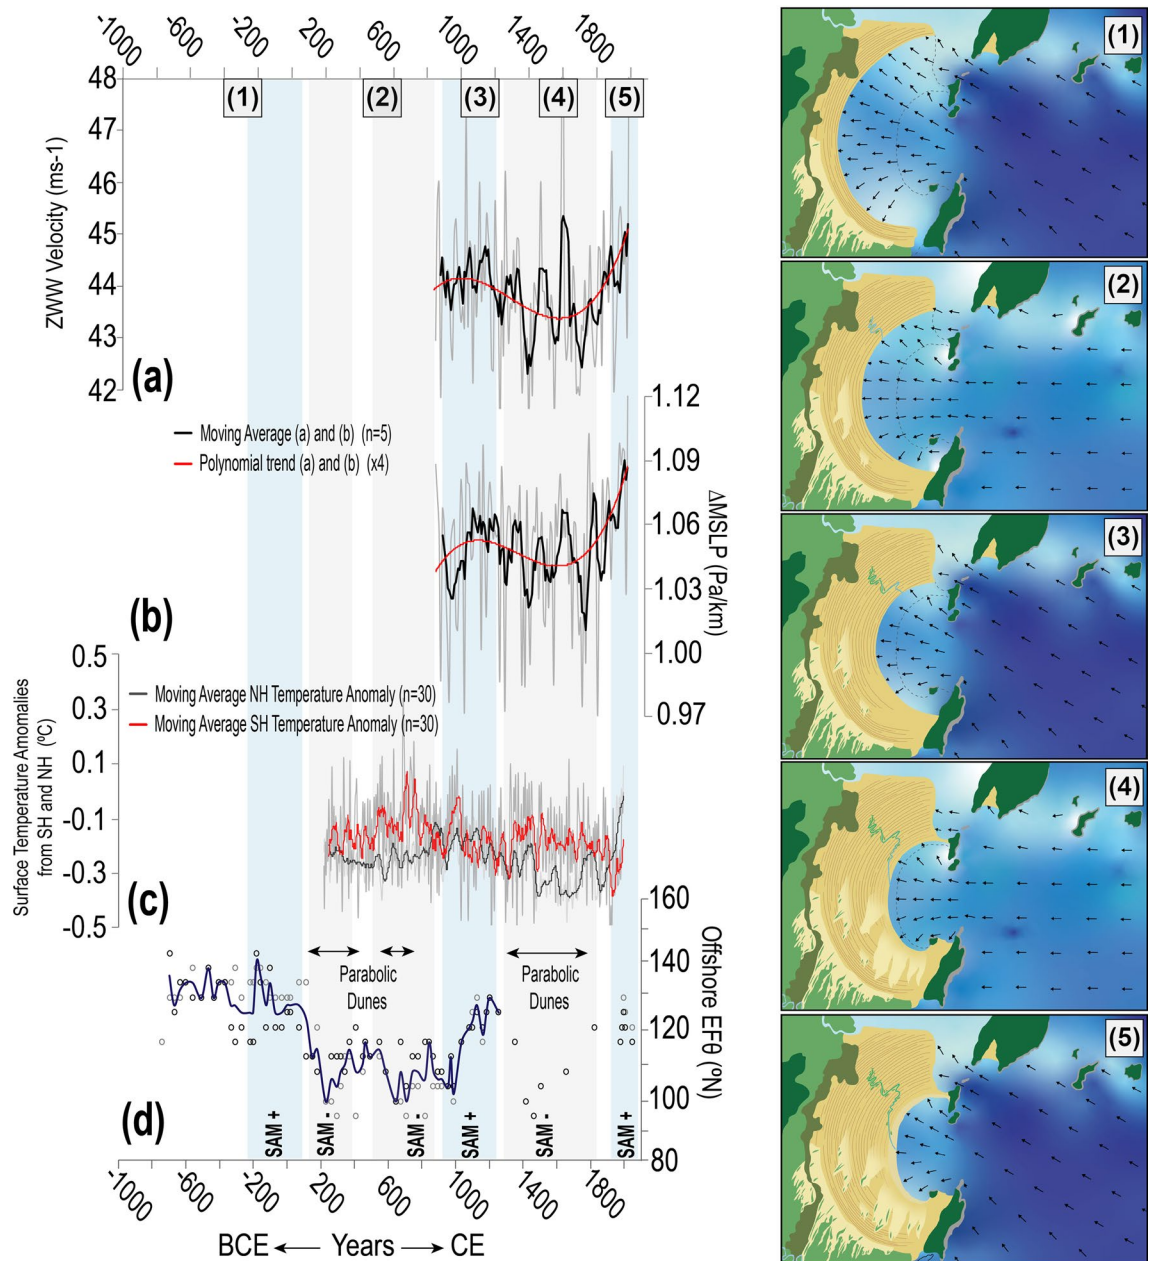 -1000
-600
-200
200
600
1000
1400
1800
(1)
(2)
(3)
(4)
(5)
48
47
46
45
44
43
42
ZWW Velocity (ms-1)
(a)
1.12
1.09
1.06
1.03
1.00
0.97
ΔMSLP (Pa/km)
Moving Average (a) and (b) (n=5)
Polynomial trend (a) and (b) (x4)
(b)
0.5
0.3
0.1
-0.1
-0.3
-0.5
Surface Temperature Amomalies
from SH and NH (ºC)
Moving Average NH Temperature Anomaly (n=30)
Moving Average SH Temperature Anomaly (n=30)
(c)
160
140
120
100
80
Offshore EFθ (ºN)
Parabolic
Dunes
Parabolic
Dunes
(d)
SAM +
SAM -
SAM -
SAM +
SAM -
SAM +
-1000
-600
-200
200
600
1000
1400
1800
BCE
Years
CE
(1)
(2)
(3)
(4)
(5)